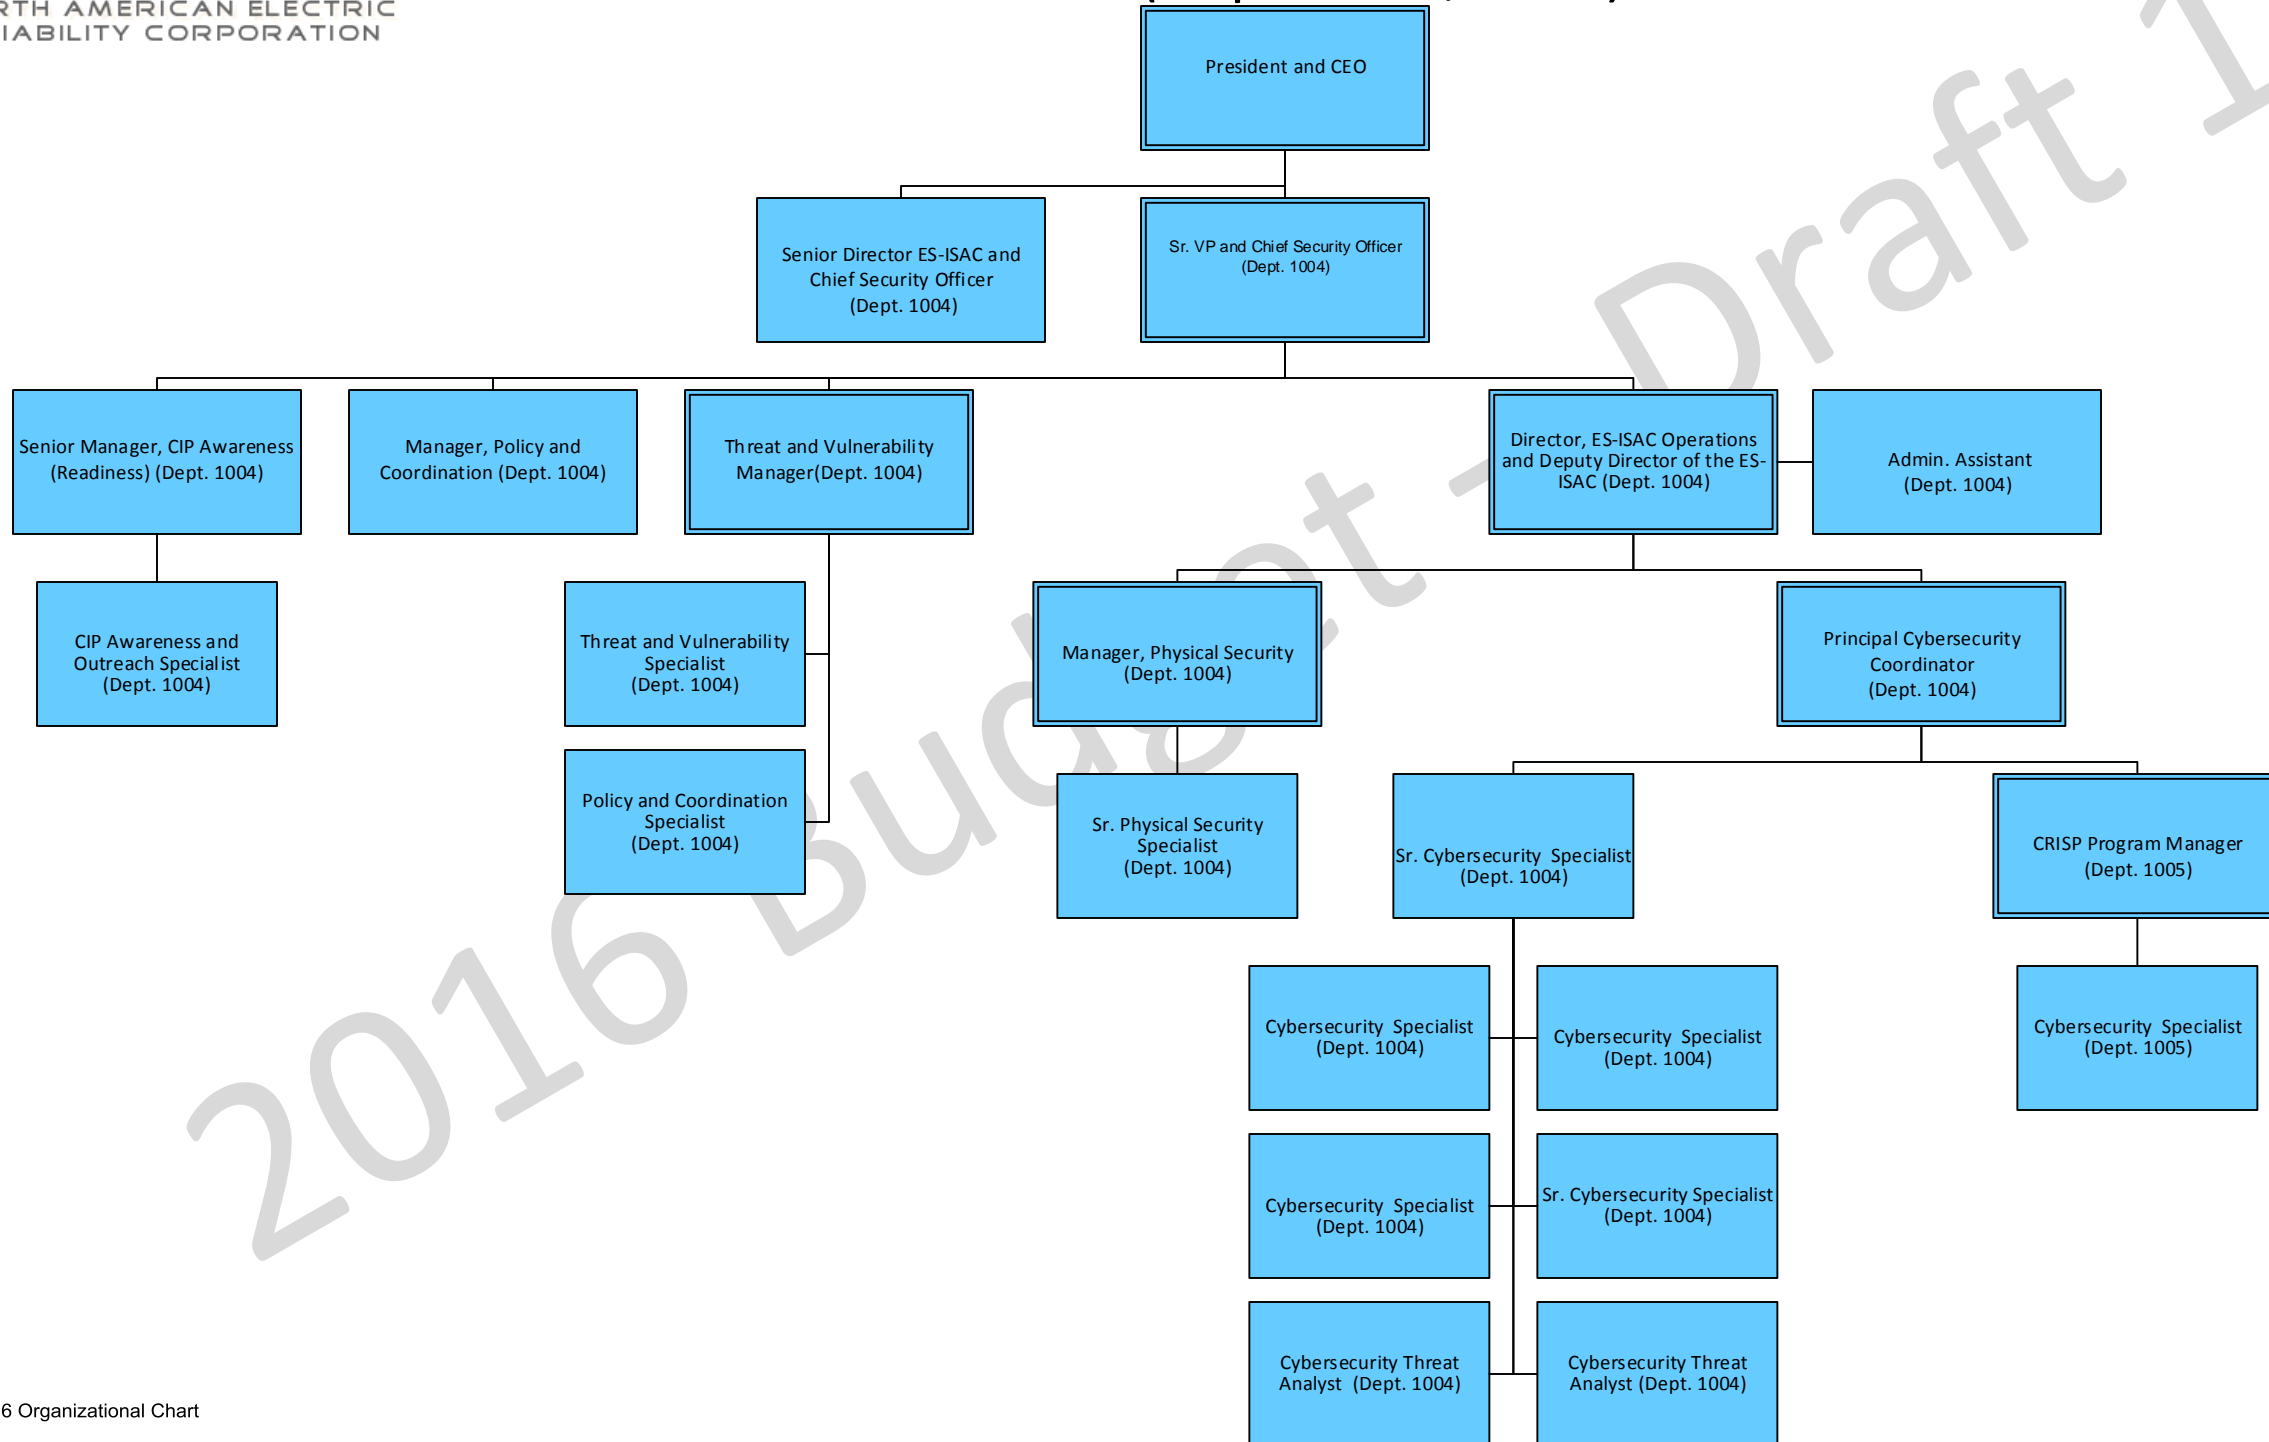 AMERICAN ELECTRIC
CORPORATION
President and CEO
Senior Director ES-ISAC and
Chief Security Officer
(Dept. 1004)
Sr. VP and Chief Security Officer
(Dept. 1004)
Senior Manager, CIP Awareness
(Readiness) (Dept. 1004)
Manager, Policy and
Coordination (Dept. 1004)
Threat and Vulnerability
Manager(Dept. 1004)
Director, ES-ISAC Operations
and Deputy Director of the ES-
ISAC (Dept. 1004)
Admin. Assistant
(Dept. 1004)
CIP Awareness and
Outreach Specialist
(Dept. 1004)
Threat and Vulnerability
Specialist
(Dept. 1004)
Manager, Physical Security
(Dept. 1004)
Principal Cybersecurity
Coordinator
(Dept. 1004)
Policy and Coordination
Specialist
(Dept. 1004)
Sr. Physical Security
Specialist
(Dept. 1004)
Sr. Cybersecurity Specialist
(Dept. 1004)
CRISP Program Manager
(Dept. 1005)
Cybersecurity Specialist
(Dept. 1004)
Cybersecurity Specialist
(Dept. 1004)
Cybersecurity Specialist
(Dept. 1005)
Cybersecurity Specialist
(Dept. 1004)
Sr. Cybersecurity Specialist
(Dept. 1004)
Cybersecurity Threat
Analyst (Dept. 1004)
Cybersecurity Threat
Analyst (Dept. 1004)
6 Organizational Chart
2016 Budget - Draft 1